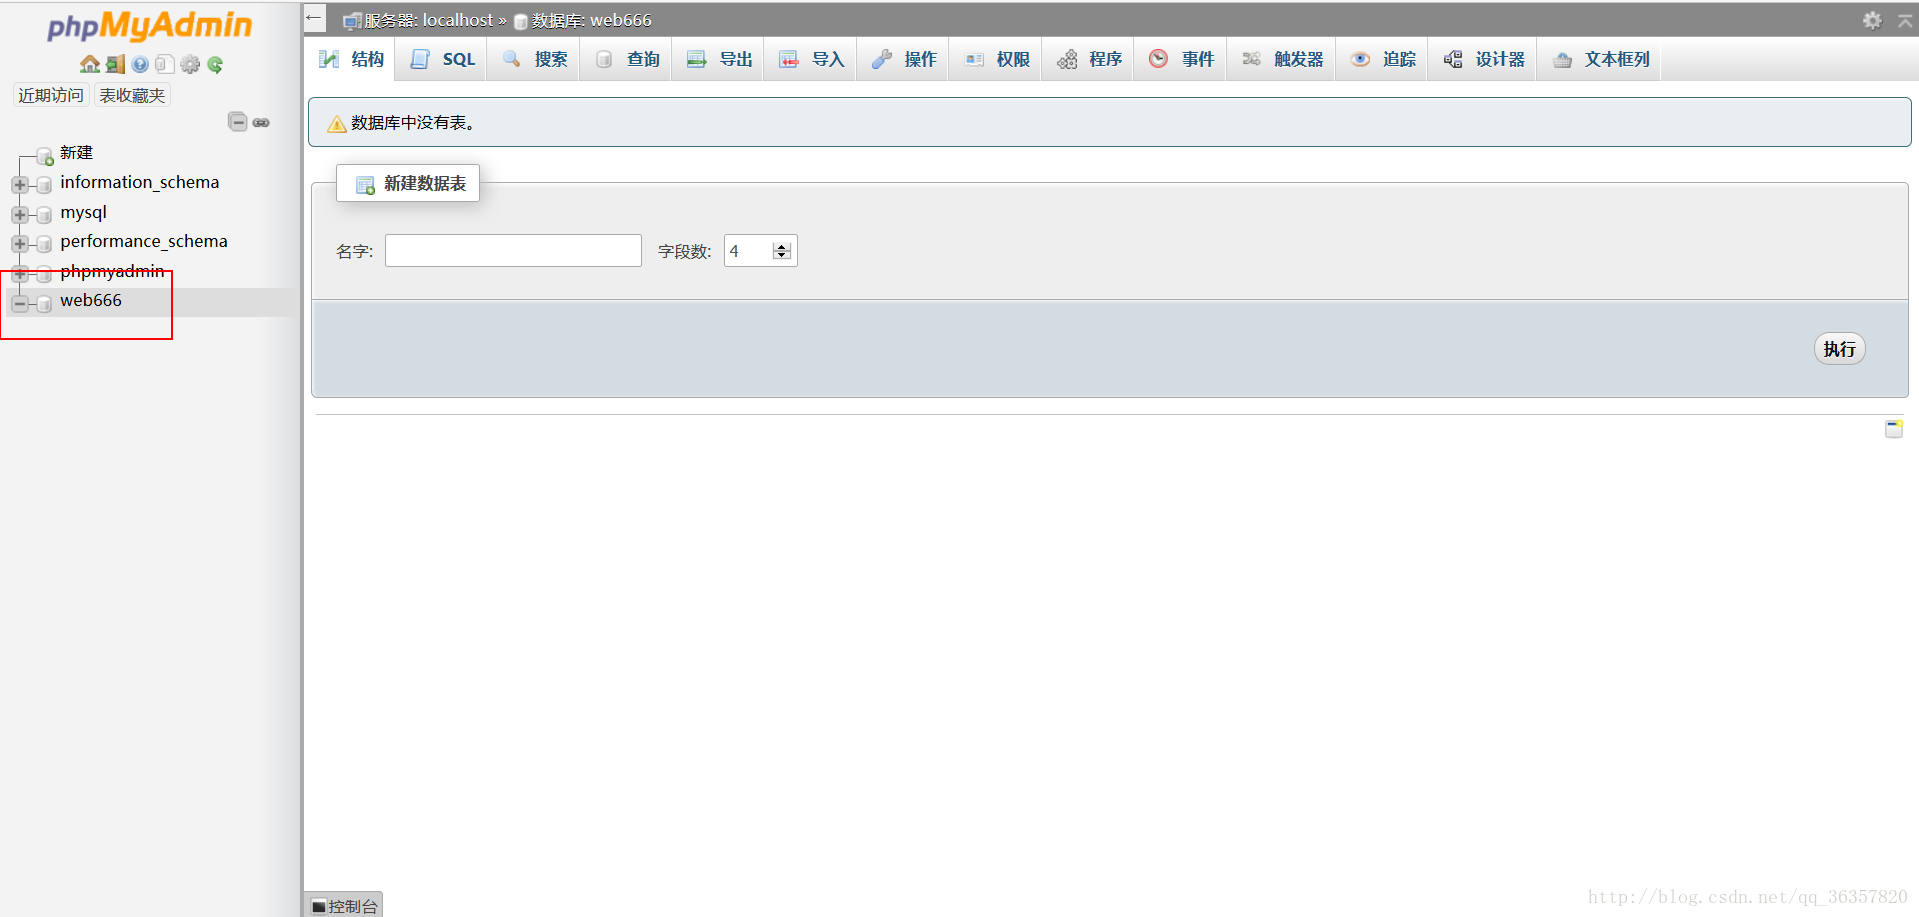 phpMyAdmin
近期访问 表收藏夹
新建
information_schema
mysql
performance_schema
phpmyadmin
web666
服务器: localhost » 数据库: web666
结构 SQL 搜索 查询 导出 导入 操作 权限 程序 事件 触发器 追踪 设计器 文本框列
数据库中没有表。
新建数据表
名字: 字段数: 4
执行
控制台
http://blog.csdn.net/qq_36357820